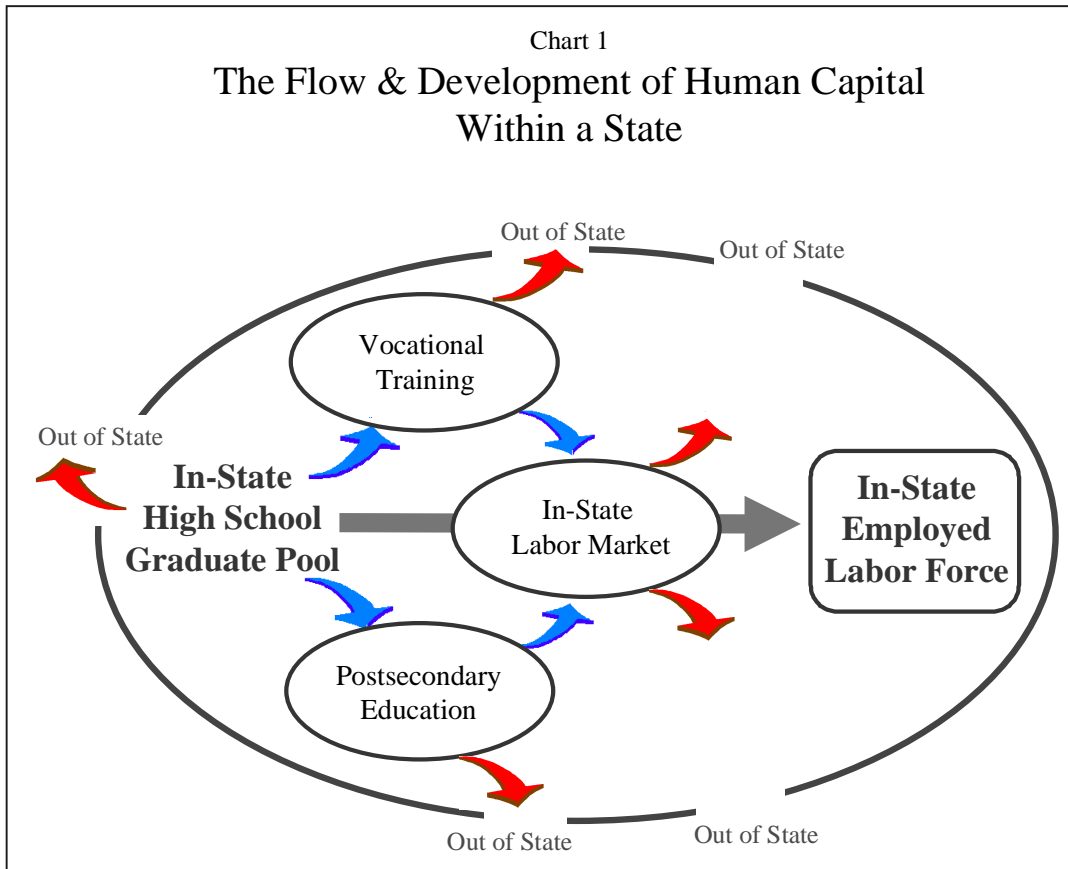 Chart 1
The Flow & Development of Human Capital
Within a State
Out of State
Out of State
Vocational
Training
Out of State
In-State
High School
Graduate Pool
In-State
Labor Market
In-State
Employed
Labor Force
Postsecondary
Education
Out of State
Out of State